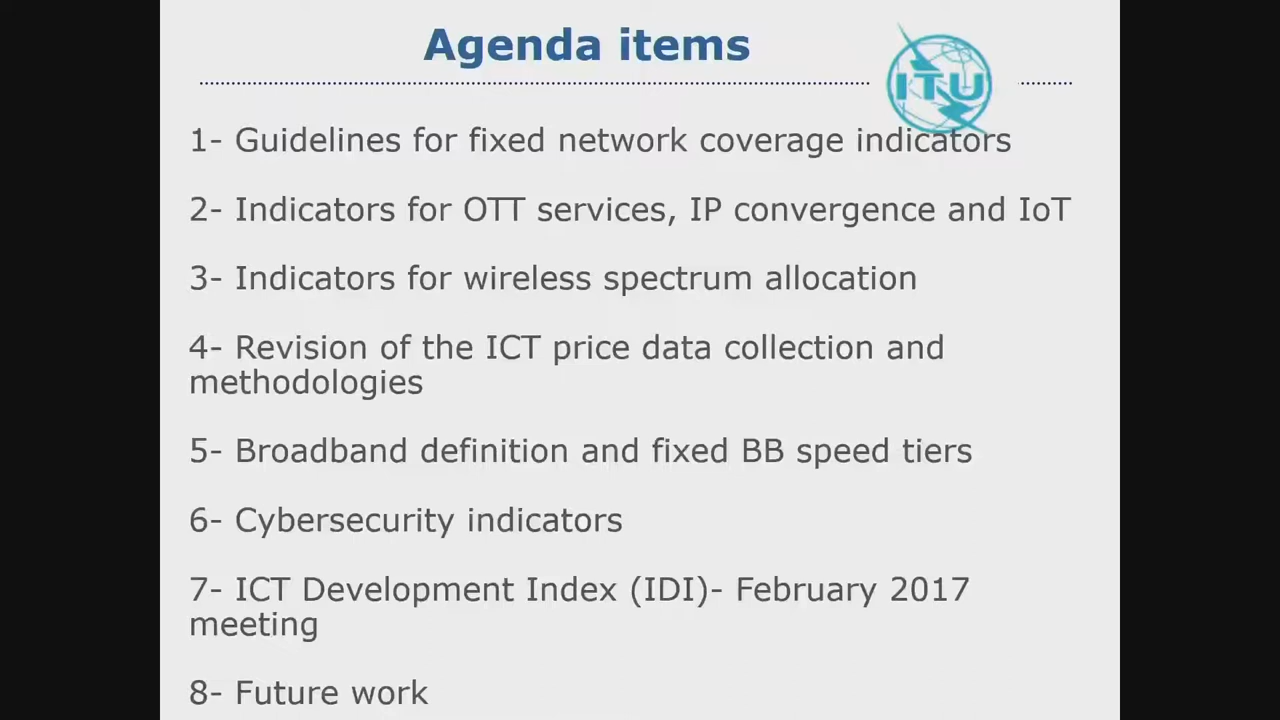 Agenda items
ITU
1- Guidelines for fixed network coverage indicators
2- Indicators for OTT services, IP convergence and IoT
3- Indicators for wireless spectrum allocation
4- Revision of the ICT price data collection and
methodologies
5- Broadband definition and fixed BB speed tiers
6- Cybersecurity indicators
7- ICT Development Index (IDI)- February 2017
meeting
8- Future work